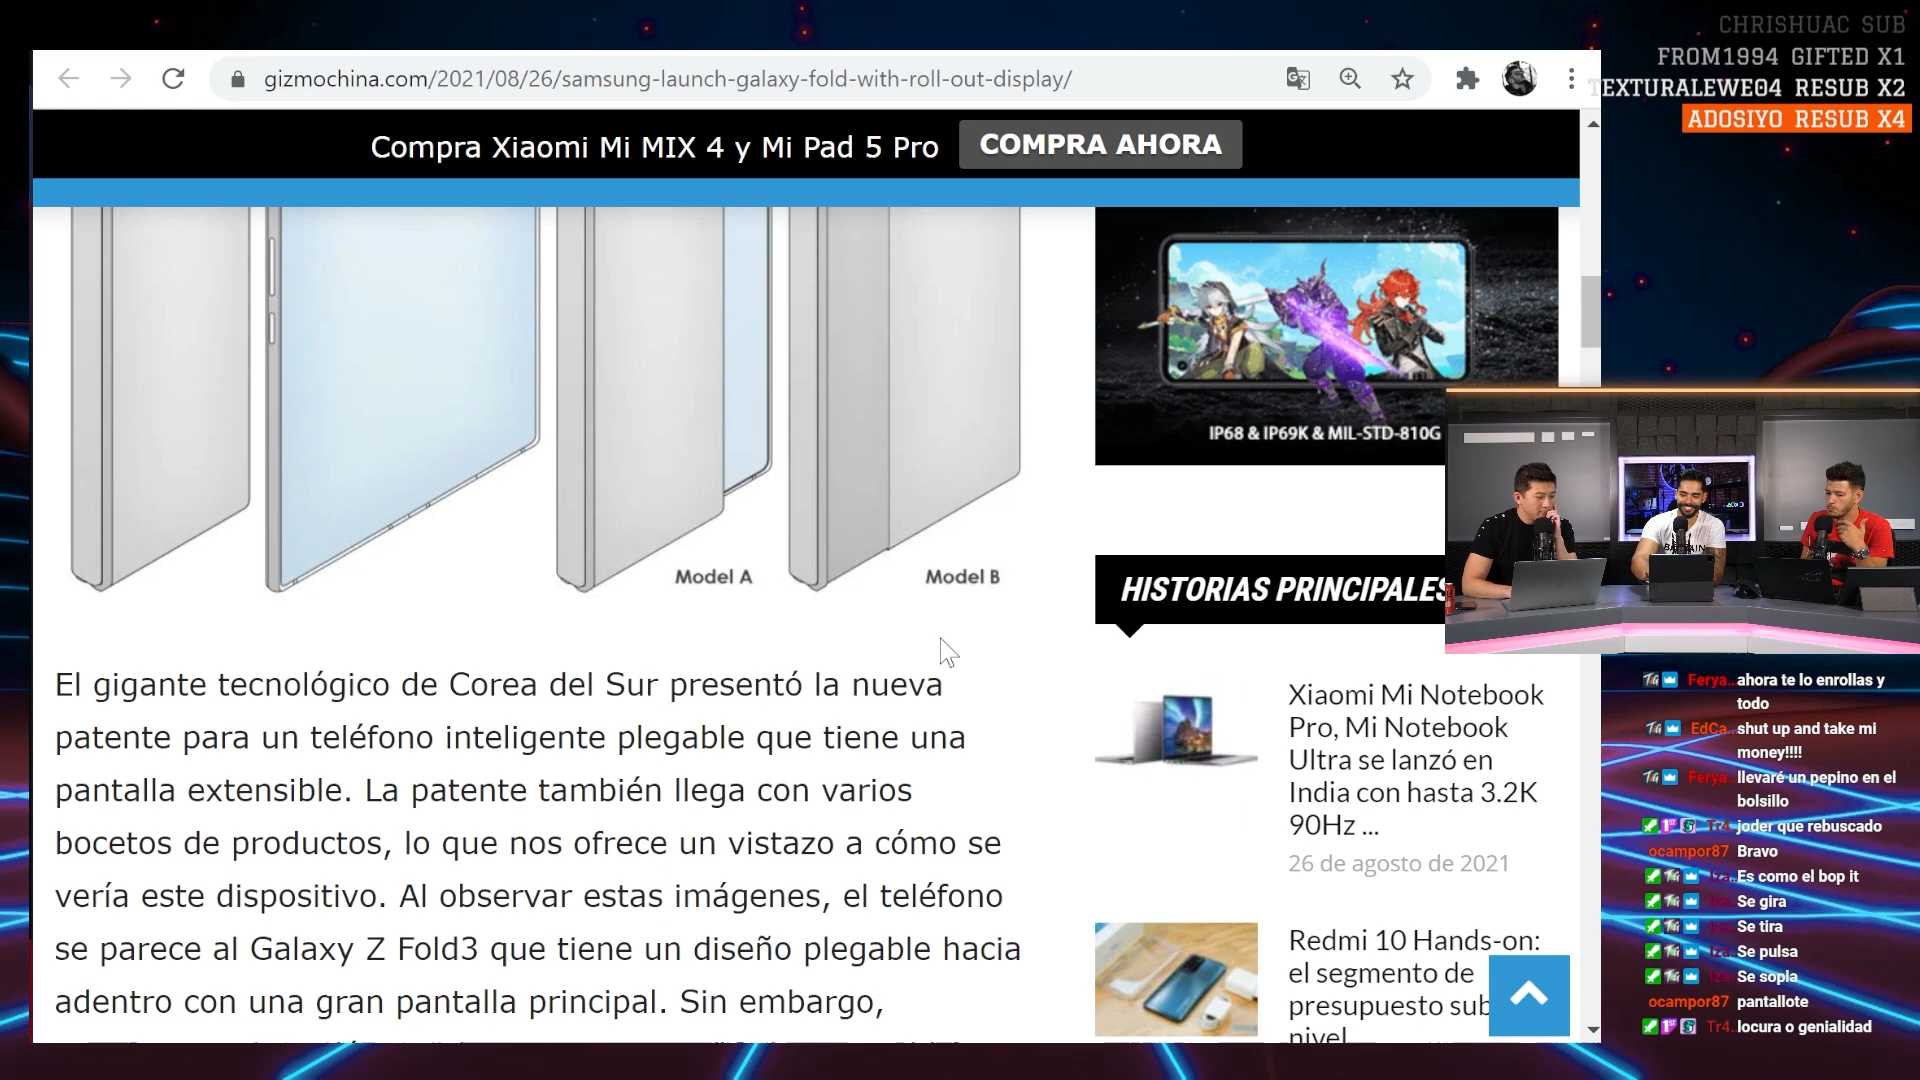 CHRISHUAC SUB
FROM1994 GIFTED X1
TEXTURALEWE04 RESUB X2
ADOSIYO RESUB X4
gizmochina.com/2021/08/26/samsung-launch-galaxy-fold-with-roll-out-display/
Compra Xiaomi Mi MIX 4 y Mi Pad 5 Pro
COMPRA AHORA
Model A
Model B
El gigante tecnológico de Corea del Sur presentó la nueva
patente para un teléfono inteligente plegable que tiene una
pantalla extensible. La patente también llega con varios
bocetos de productos, lo que nos ofrece un vistazo a cómo se
vería este dispositivo. Al observar estas imágenes, el teléfono
se parece al Galaxy Z Fold3 que tiene un diseño plegable hacia
adentro con una gran pantalla principal. Sin embargo,
IP68 & IP69K & MIL-STD-810G
HISTORIAS PRINCIPALES
Xiaomi Mi Notebook
Pro, Mi Notebook
Ultra se lanzó en
India con hasta 3.2K
90Hz ...
26 de agosto de 2021
Redmi 10 Hands-on:
el segmento de
presupuesto sub
nivel
Ferya.. ahora te lo enrollas y
todo
EdCa.. shut up and take mi
money!!!!
Ferya.. llevaré un pepino en el
bolsillo
Tr4. joder que rebuscado
ocampor87 Bravo
Iza.. Es como el bop it
Se gira
Se tira
Iza.. Se pulsa
Se sopla
ocampor87 pantallote
Tr4. locura o genialidad